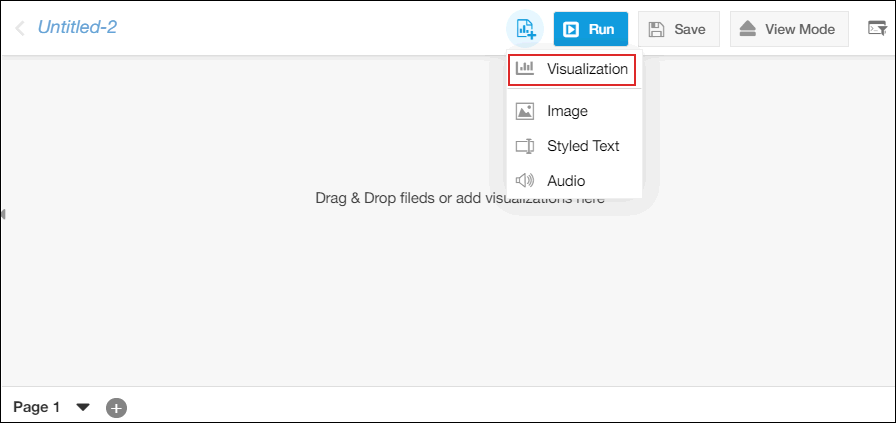 Untitled-2
Run
Save
View Mode
Visualization
Image
Styled Text
Audio
Drag & Drop fileds or add visualizations here
Page 1